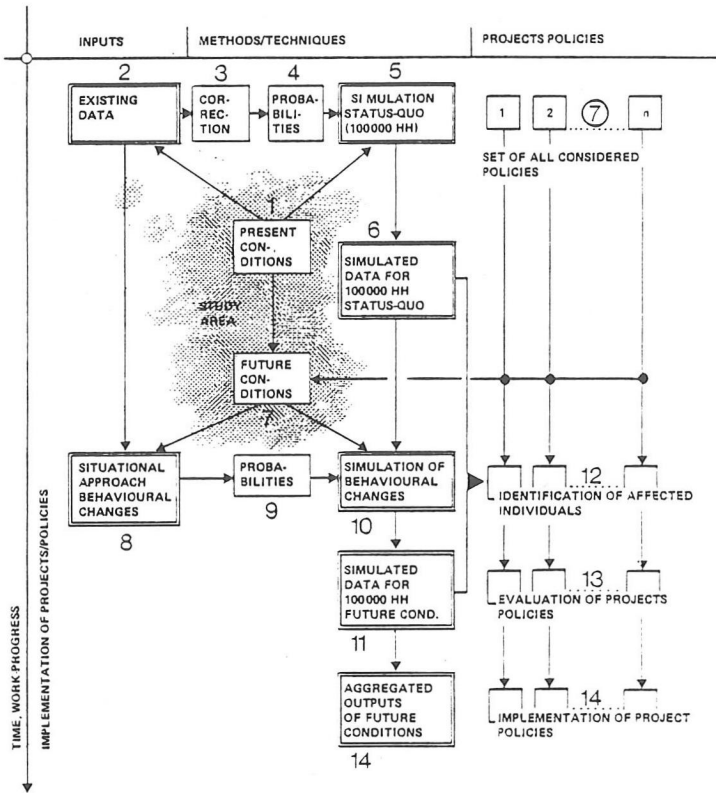 INPUTS
METHODS/TECHNIQUES
PROJECTS POLICIES
2
3
4
5
EXISTING
DATA
COR-
REC-
TION
PROBA-
BILI-
TIES
SIMULATION
STATUS-QUO
(100000 HH)
1
2
7
n
SET OF ALL CONSIDERED
POLICIES
1
PRESENT
CON-
DITIONS
6
SIMULATED
DATA FOR
100000 HH
STATUS-QUO
STUDY
AREA
FUTURE
CON-
DITIONS
7
SITUATIONAL
APPROACH
BEHAVIOURAL
CHANGES
8
PROBA-
BILITIES
9
SIMULATION OF
BEHAVIOURAL
CHANGES
10
12
IDENTIFICATION OF AFFECTED
INDIVIDUALS
SIMULATED
DATA FOR
100000 HH
FUTURE COND.
11
13
EVALUATION OF PROJECTS
POLICIES
AGGREGATED
OUTPUTS
OF FUTURE
CONDITIONS
14
14
IMPLEMENTATION OF PROJECT
POLICIES
TIME, WORK-PROGRESS
IMPLEMENTATION OF PROJECTS/POLICIES